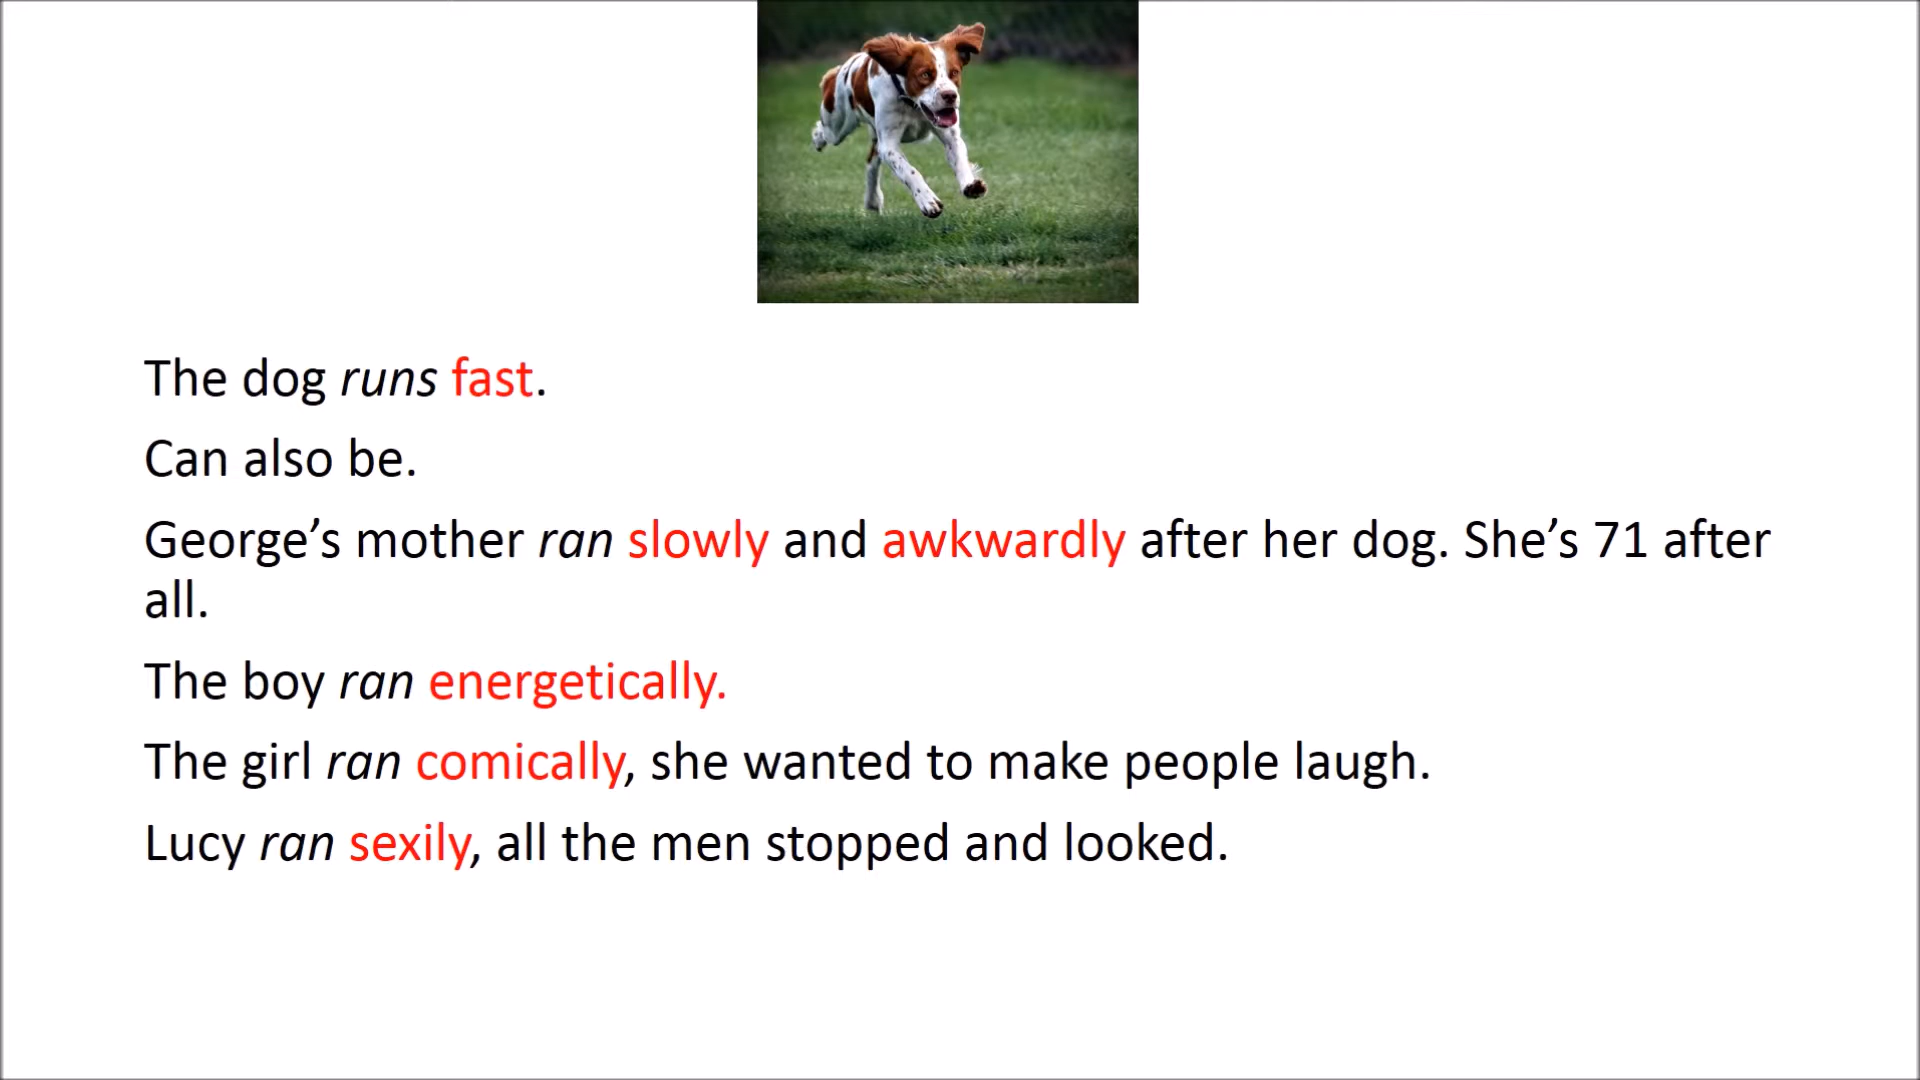 The dog runs fast.
Can also be.
George’s mother ran slowly and awkwardly after her dog. She’s 71 after
all.
The boy ran energetically.
The girl ran comically, she wanted to make people laugh.
Lucy ran sexily, all the men stopped and looked.